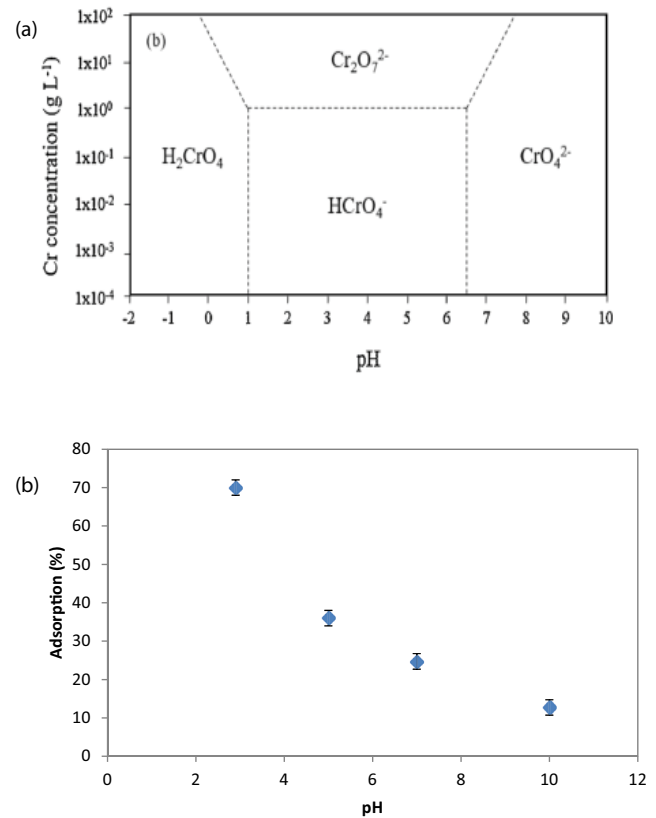 (a)
(b)
Cr concentration (g L⁻¹)
1x10²
1x10¹
1x10⁰
1x10⁻¹
1x10⁻²
1x10⁻³
1x10⁻⁴
Cr₂O₇²⁻
H₂CrO₄
CrO₄²⁻
HCrO₄⁻
-2 -1 0 1 2 3 4 5 6 7 8 9 10
pH
(b)
Adsorption (%)
80
70
60
50
40
30
20
10
0
0 2 4 6 8 10 12
pH